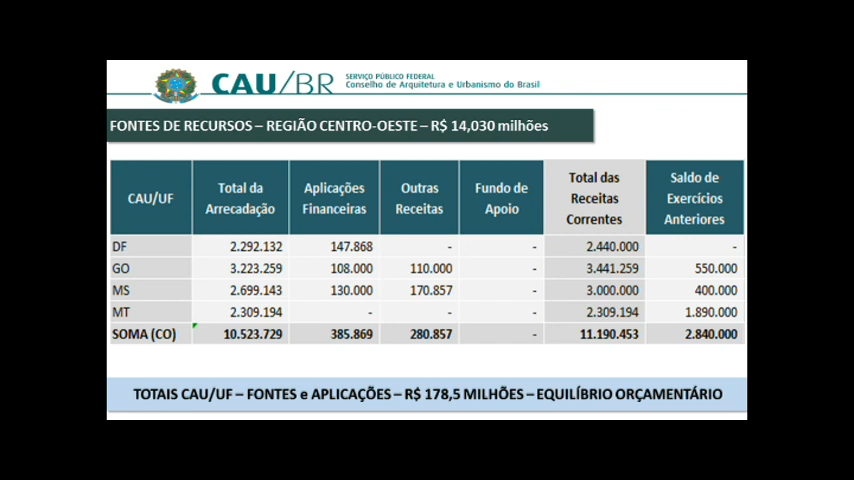 CAU/BR
SERVIÇO PÚBLICO FEDERAL
Conselho de Arquitetura e Urbanismo do Brasil
FONTES DE RECURSOS – REGIÃO CENTRO-OESTE – R$ 14,030 milhões
CAU/UF Total da Arrecadação Aplicações Financeiras Outras Receitas Fundo de Apoio Total das Receitas Correntes Saldo de Exercícios Anteriores
DF 2.292.132 147.868 - - 2.440.000 -
GO 3.223.259 108.000 110.000 - 3.441.259 550.000
MS 2.699.143 130.000 170.857 - 3.000.000 400.000
MT 2.309.194 - - - 2.309.194 1.890.000
SOMA (CO) 10.523.729 385.869 280.857 - 11.190.453 2.840.000
TOTAIS CAU/UF – FONTES e APLICAÇÕES – R$ 178,5 MILHÕES – EQUILÍBRIO ORÇAMENTÁRIO